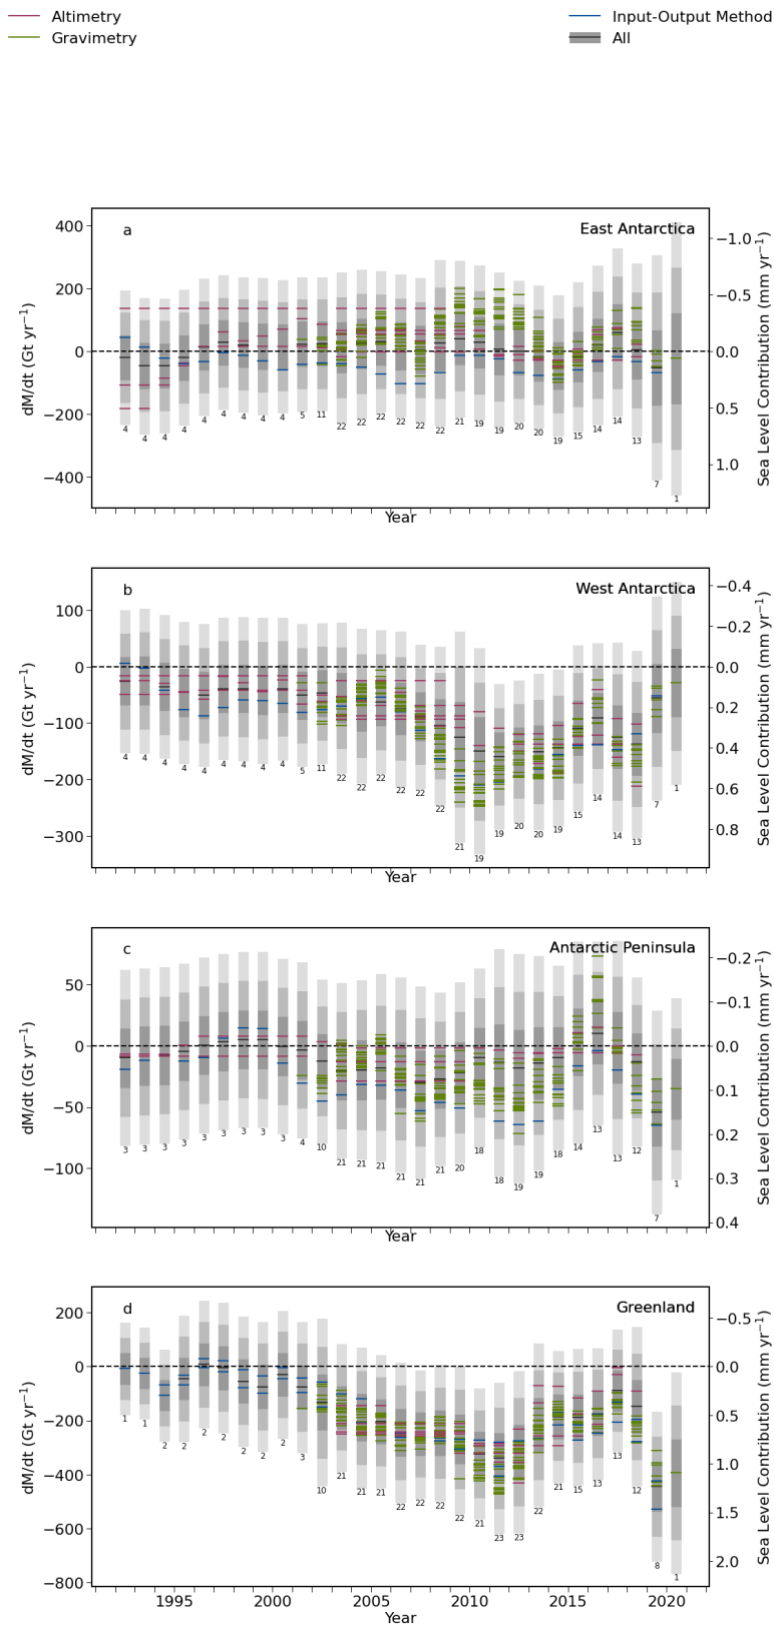 Altimetry
Gravimetry
Input-Output Method
All
a
East Antarctica
400
200
0
−200
−400
dM/dt (Gt yr⁻¹)
−1.0
−0.5
0.0
0.5
1.0
Sea Level Contribution (mm yr⁻¹)
4 4 4 4 4 4 4 4 4 5 11 22 22 22 22 22 22 21 19 19 20 20 19 15 14 14 13 7 1
Year
b
West Antarctica
100
0
−100
−200
−300
dM/dt (Gt yr⁻¹)
−0.4
−0.2
0.0
0.2
0.4
0.6
0.8
Sea Level Contribution (mm yr⁻¹)
4 4 4 4 4 4 4 4 4 5 11 22 22 22 22 22 22 21 19 19 20 20 19 15 14 14 13 7 1
Year
c
Antarctic Peninsula
50
0
−50
−100
dM/dt (Gt yr⁻¹)
−0.2
−0.1
0.0
0.1
0.2
0.3
0.4
Sea Level Contribution (mm yr⁻¹)
3 3 3 3 3 3 3 3 3 4 10 21 21 21 21 21 21 20 18 18 19 19 18 14 13 13 12 7 1
Year
d
Greenland
200
0
−200
−400
−600
−800
dM/dt (Gt yr⁻¹)
−0.5
0.0
0.5
1.0
1.5
2.0
Sea Level Contribution (mm yr⁻¹)
1 1 2 2 2 2 2 2 2 3 10 21 21 21 22 22 22 22 21 23 23 22 21 15 13 13 12 8 1
1995 2000 2005 2010 2015 2020
Year